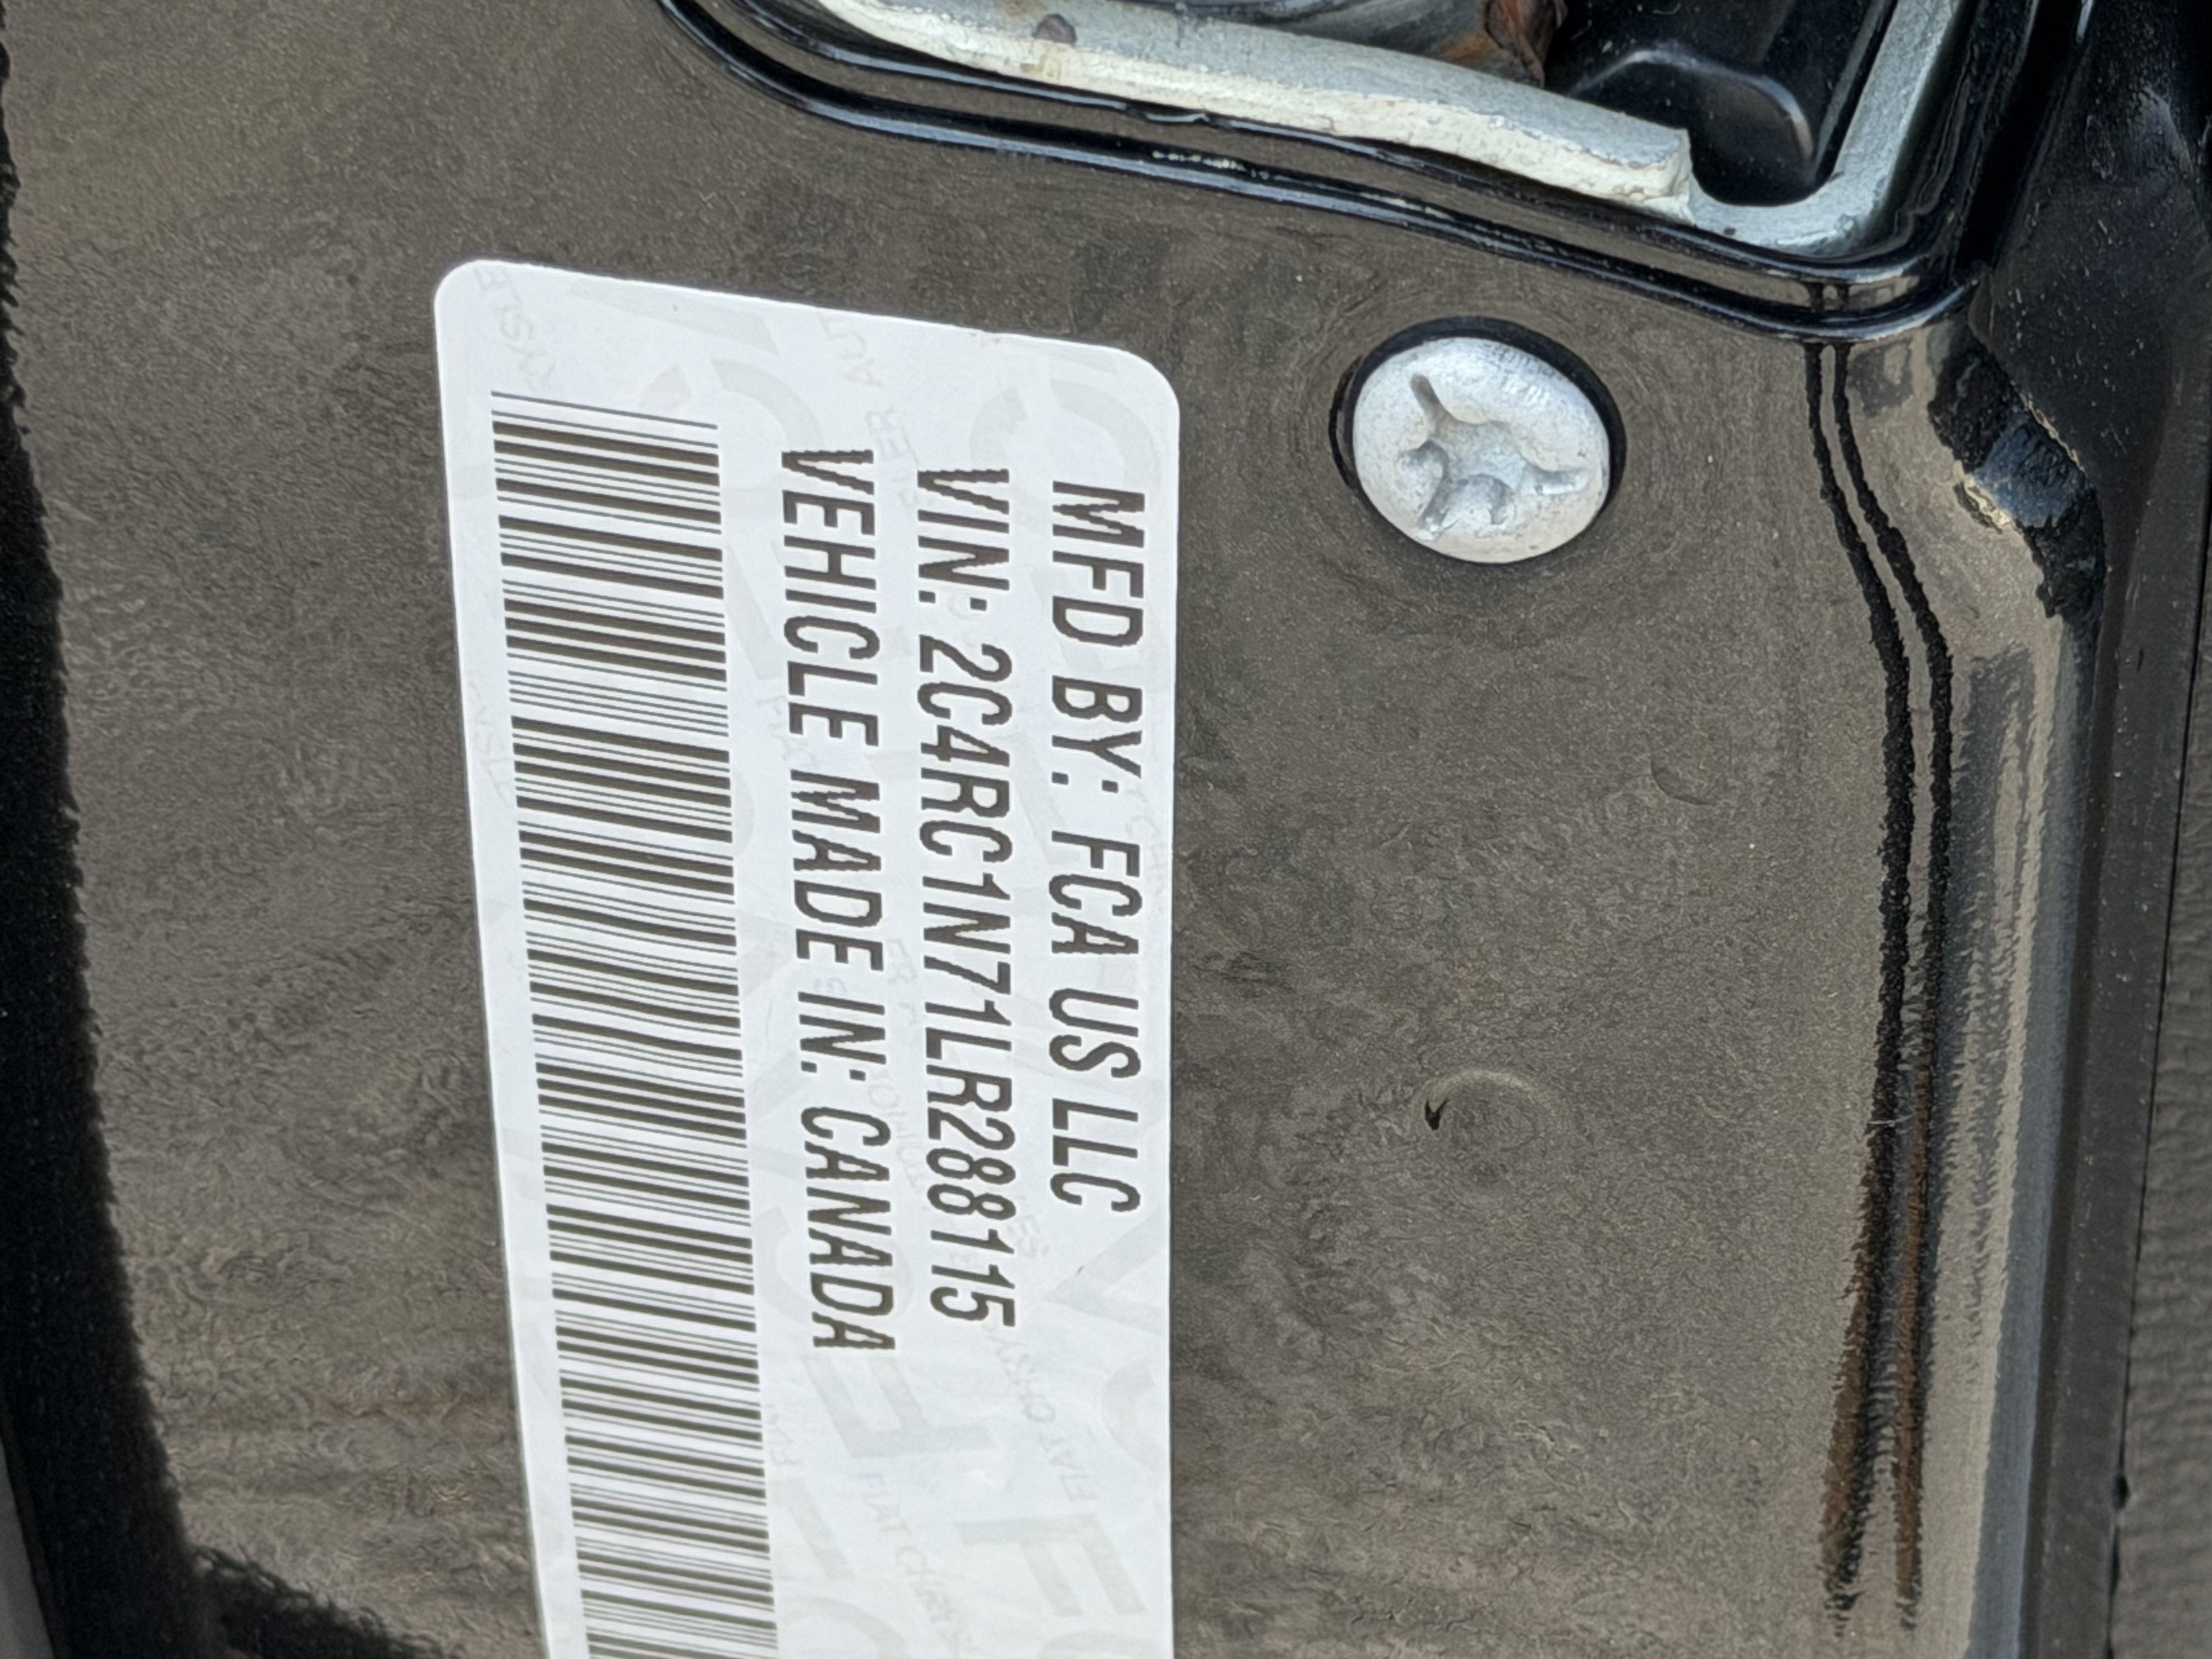 MFD BY: FCA US LLC
VIN: 2C4RC1N71LR288115
VEHICLE MADE IN: CANADA